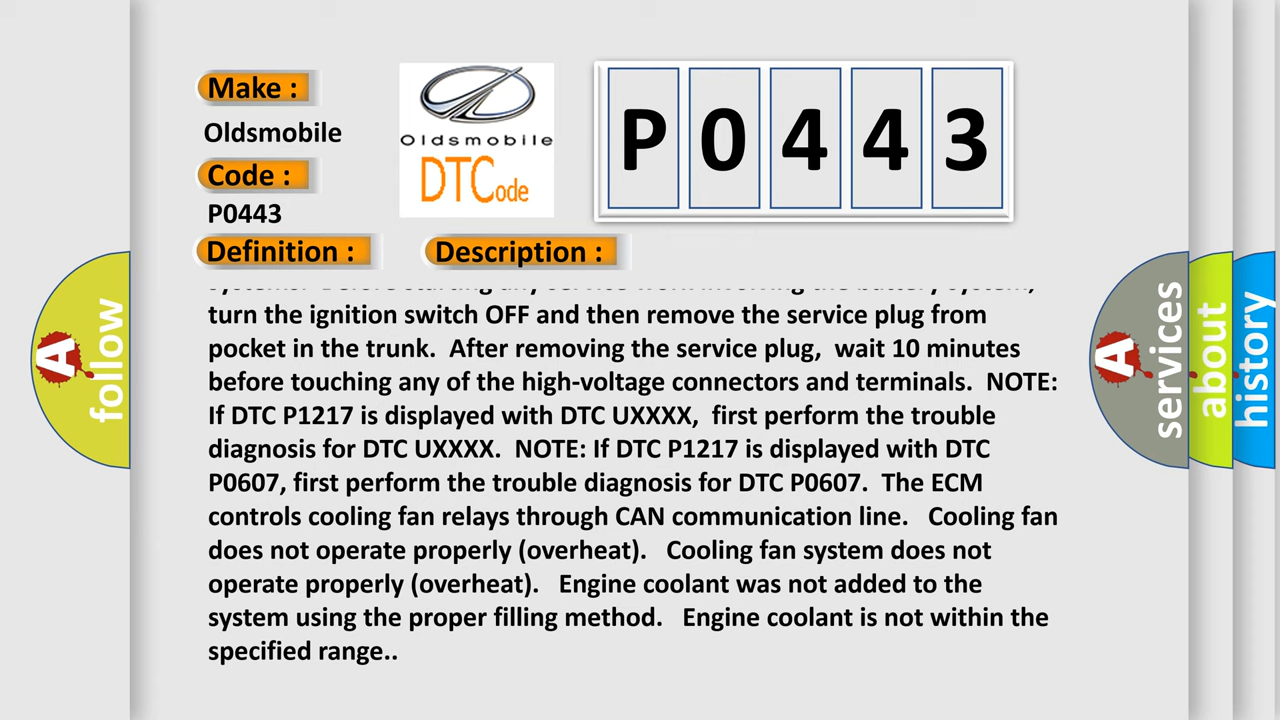 Make :
Oldsmobile
Code :
P0443
Oldsmobile
DTCode
P0443
Definition :
Description :
turn the ignition switch OFF and then remove the service plug from
pocket in the trunk. After removing the service plug, wait 10 minutes
before touching any of the high-voltage connectors and terminals. NOTE:
If DTC P1217 is displayed with DTC UXXXX, first perform the trouble
diagnosis for DTC UXXXX. NOTE: If DTC P1217 is displayed with DTC
P0607, first perform the trouble diagnosis for DTC P0607. The ECM
controls cooling fan relays through CAN communication line. Cooling fan
does not operate properly (overheat). Cooling fan system does not
operate properly (overheat). Engine coolant was not added to the
system using the proper filling method. Engine coolant is not within the
specified range..
A follow
A services
about
history